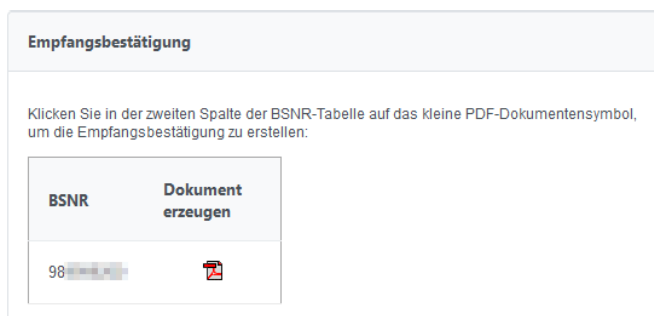 Empfangsbestätigung
Klicken Sie in der zweiten Spalte der BSNR-Tabelle auf das kleine PDF-Dokumentensymbol,
um die Empfangsbestätigung zu erstellen:
BSNR
Dokument
erzeugen
98